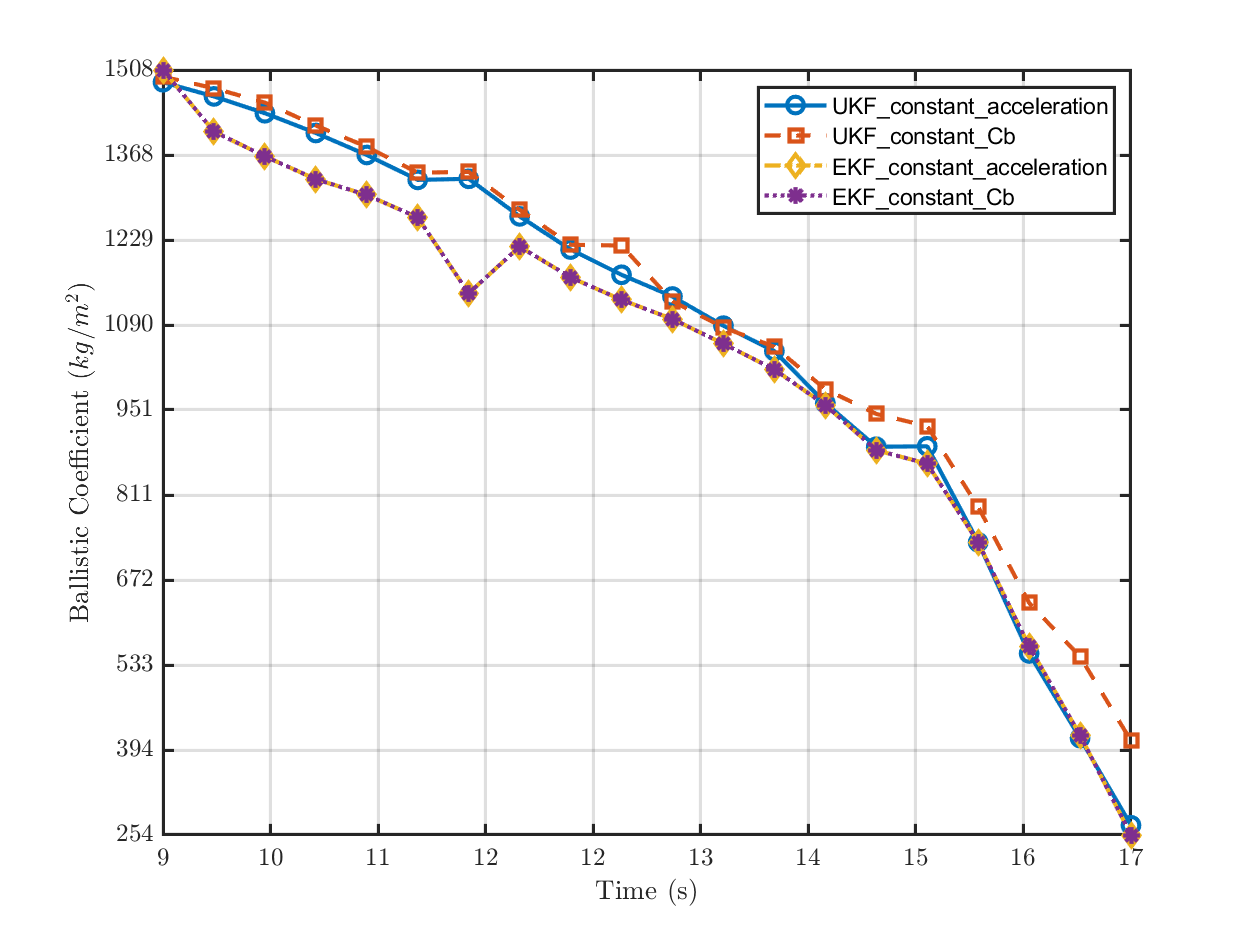 1508
1368
1229
1090
951
811
672
533
394
254
Ballistic Coefficient (kg/m²)
UKF_constant_acceleration
UKF_constant_Cb
EKF_constant_acceleration
EKF_constant_Cb
9 10 11 12 12 13 14 15 16 17
Time (s)